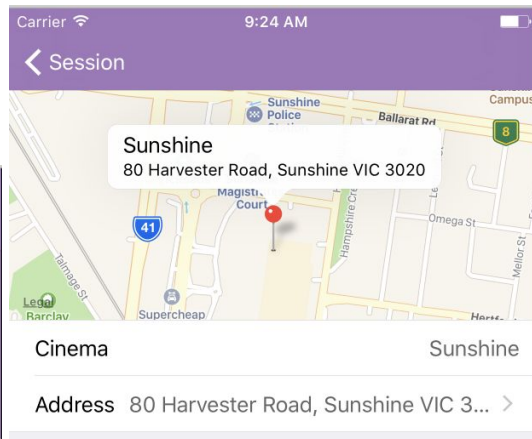 Carrier 9:24 AM
Session
Sunshine
Police
Campus
Ballarat Rd
8
Sunshine
80 Harvester Road, Sunshine VIC 3020
Court
41
Hampshire Cre
Omega St
Mellor St
Talmage St
Legal
Barclay
Supercheap
Cinema Sunshine
Address 80 Harvester Road, Sunshine VIC 3... >